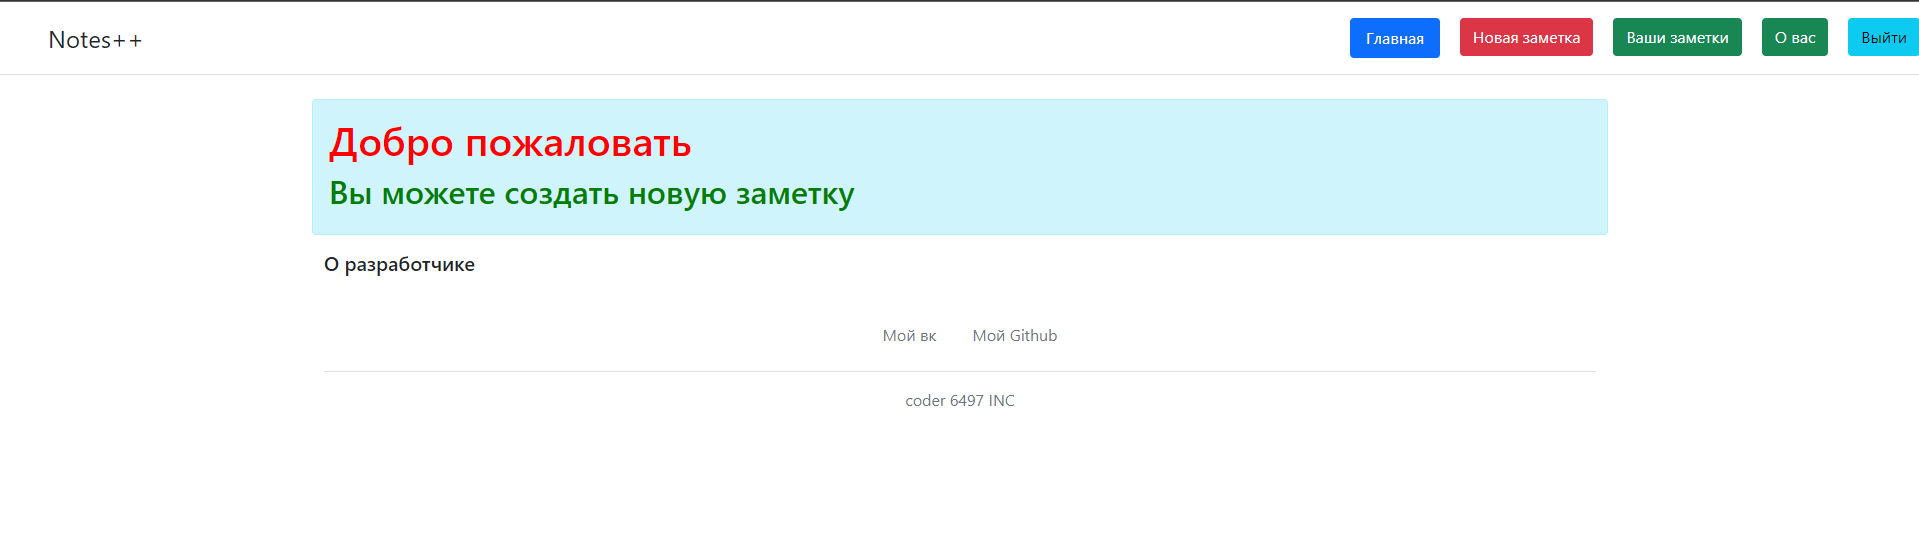 Notes++ Главная Новая заметка Ваши заметки О вас Выйти
Добро пожаловать
Вы можете создать новую заметку
О разработчике
Мой вк Мой Github
coder 6497 INC